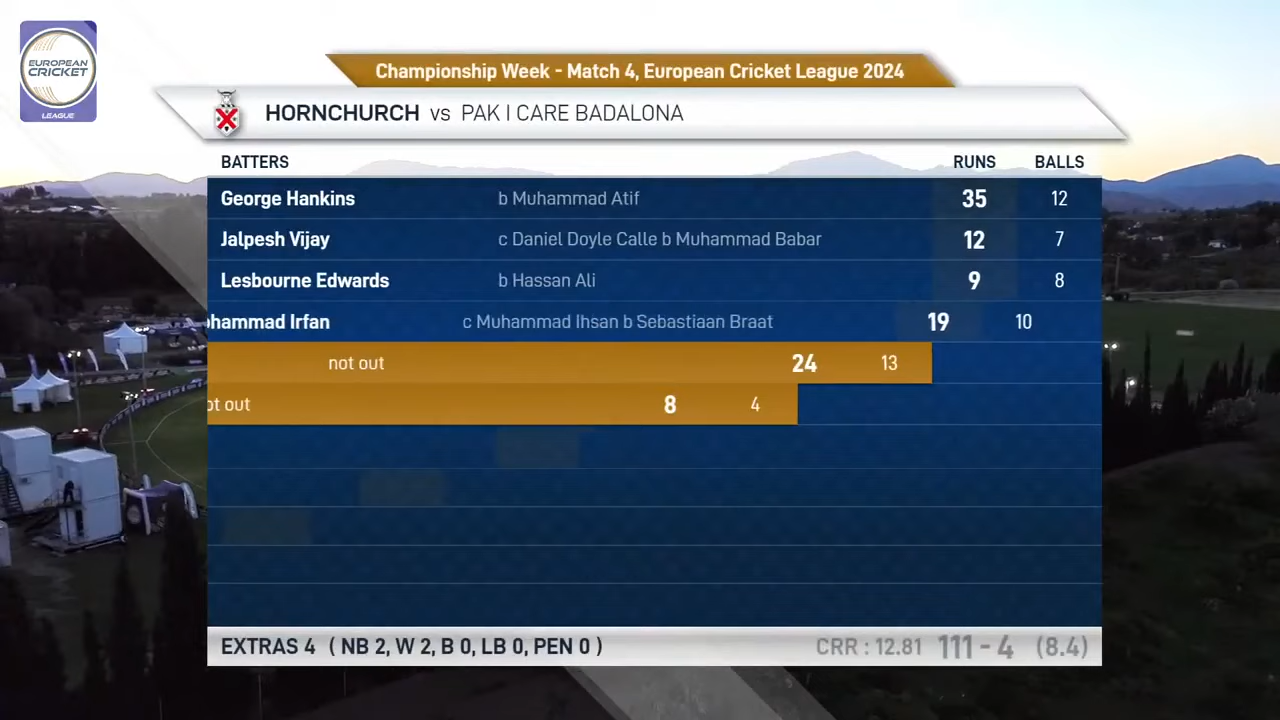 EUROPEAN
CRICKET
LEAGUE
Championship Week - Match 4, European Cricket League 2024
HORNCHURCH vs PAK I CARE BADALONA
BATTERS RUNS BALLS
George Hankins b Muhammad Atif 35 12
Jalpesh Vijay c Daniel Doyle Calle b Muhammad Babar 12 7
Lesbourne Edwards b Hassan Ali 9 8
ohammad Irfan c Muhammad Ihsan b Sebastiaan Braat 19 10
not out 24 13
ot out 8 4
EXTRAS 4 ( NB 2, W 2, B 0, LB 0, PEN 0 ) CRR : 12.81 111 - 4 (8.4)